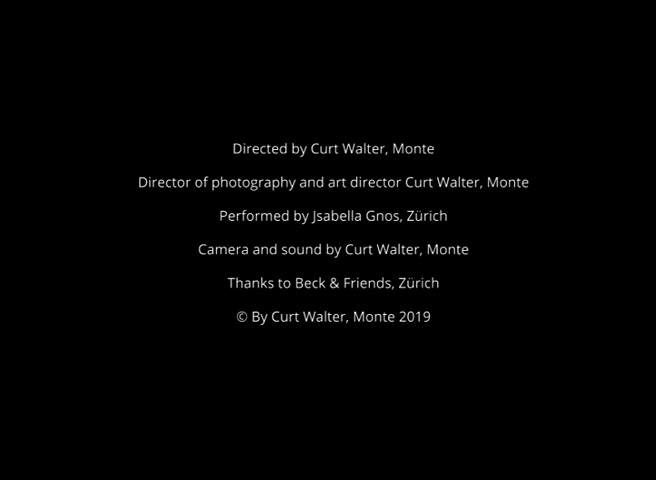 Directed by Curt Walter, Monte
Director of photography and art director Curt Walter, Monte
Performed by Jsabella Gnos, Zürich
Camera and sound by Curt Walter, Monte
Thanks to Beck & Friends, Zürich
© By Curt Walter, Monte 2019